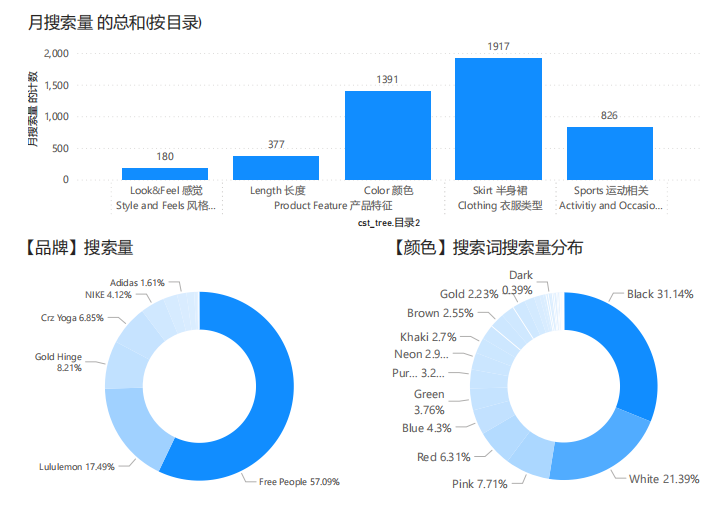 月搜索量 的总和(按目录)
月搜索量 的计数
2,000
1,500
1,000
500
0
180
377
1391
1917
826
Look&Feel 感觉
Length 长度
Color 颜色
Skirt 半身裙
Sports 运动相关
Style and Feels 风格...
Product Feature 产品特征
Clothing 衣服类型
Activitiy and Occasio...
cst_tree.目录2
【品牌】搜索量
Adidas 1.61%
NIKE 4.12%
Crz Yoga 6.85%
Gold Hinge
8.21%
Lululemon 17.49%
Free People 57.09%
【颜色】搜索词搜索量分布
Dark
0.39%
Gold 2.23%
Black 31.14%
Brown 2.55%
Khaki 2.7%
Neon 2.9...
Pur... 3.2...
Green
3.76%
Blue 4.3%
Red 6.31%
Pink 7.71%
White 21.39%